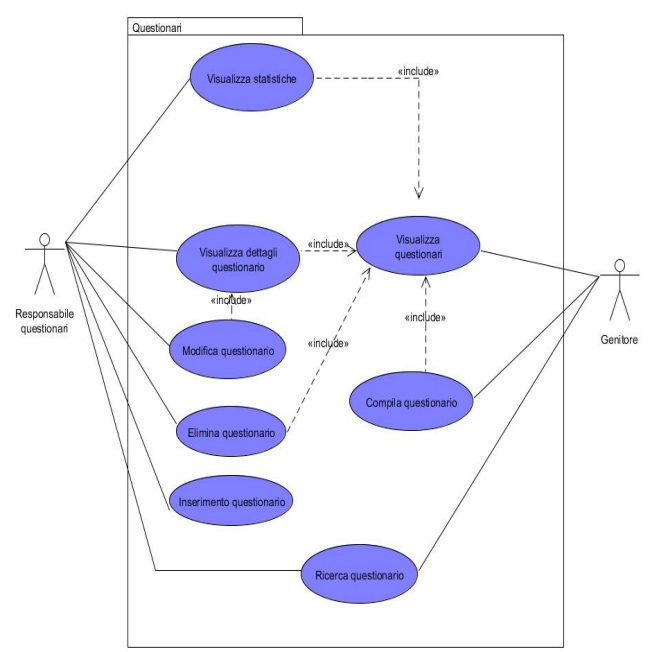 Questionari
Visualizza statistiche
«include»
Visualizza dettagli
questionario
«include»
Visualizza
questionari
«include»
Responsabile
questionari
Modifica questionario
«include»
«include»
Genitore
Compila questionario
Elimina questionario
Inserimento questionario
Ricerca questionario